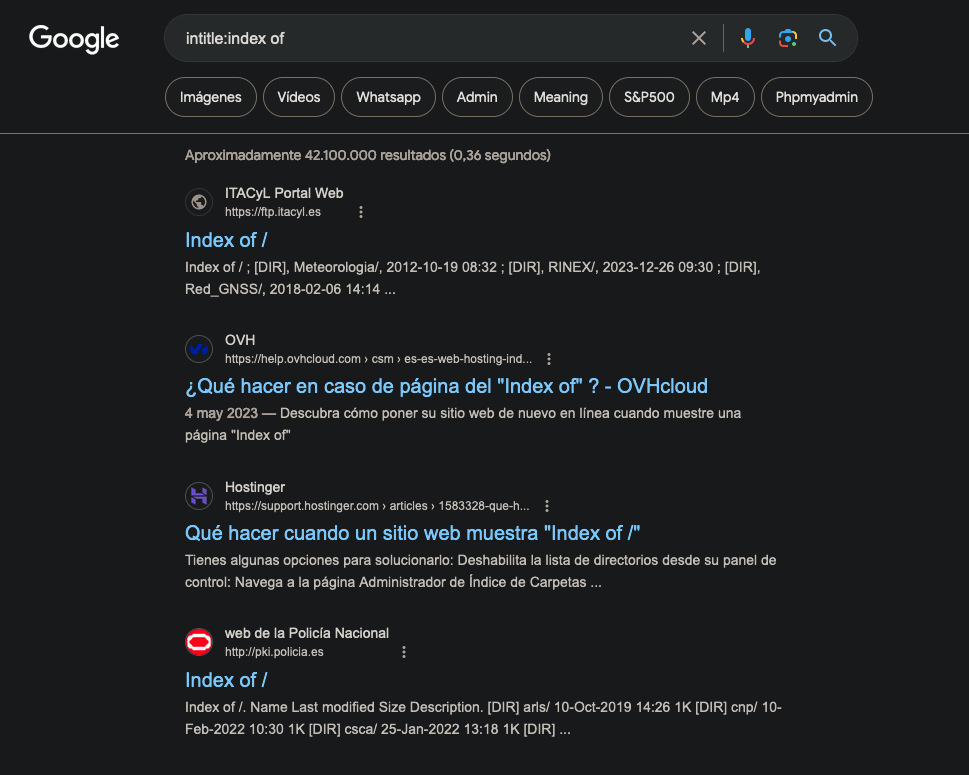 Google
intitle:index of
Imágenes
Vídeos
Whatsapp
Admin
Meaning
S&P500
Mp4
Phpmyadmin
Aproximadamente 42.100.000 resultados (0,36 segundos)
ITACyL Portal Web
https://ftp.itacyl.es
Index of /
Index of / ; [DIR], Meteorologia/, 2012-10-19 08:32 ; [DIR], RINEX/, 2023-12-26 09:30 ; [DIR],
Red_GNSS/, 2018-02-06 14:14 ...
OVH
https://help.ovhcloud.com › csm › es-es-web-hosting-ind...
¿Qué hacer en caso de página del "Index of" ? - OVHcloud
4 may 2023 — Descubra cómo poner su sitio web de nuevo en línea cuando muestre una
página "Index of"
Hostinger
https://support.hostinger.com › articles › 1583328-que-h...
Qué hacer cuando un sitio web muestra "Index of /"
Tienes algunas opciones para solucionarlo: Deshabilita la lista de directorios desde su panel de
control: Navega a la página Administrador de Índice de Carpetas ...
web de la Policía Nacional
http://pki.policia.es
Index of /
Index of /. Name Last modified Size Description. [DIR] arls/ 10-Oct-2019 14:26 1K [DIR] cnp/ 10-
Feb-2022 10:30 1K [DIR] csca/ 25-Jan-2022 13:18 1K [DIR] ...